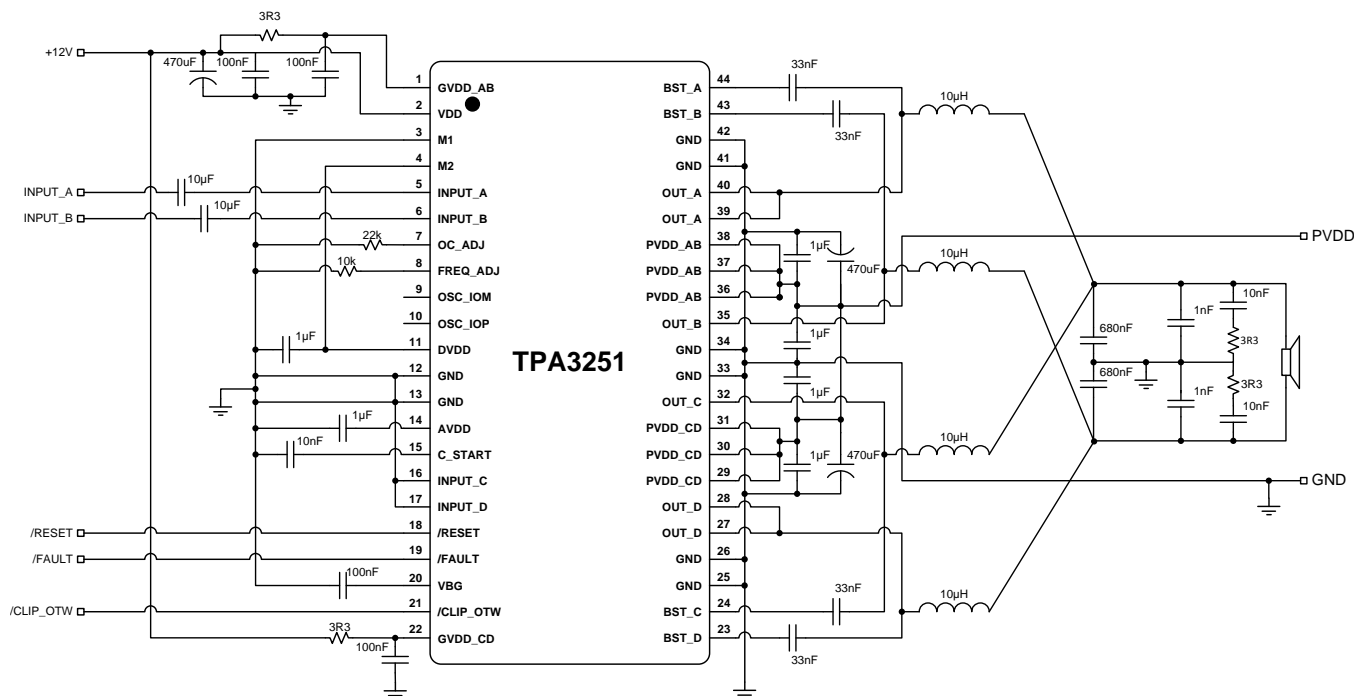 3R3
+12V
470uF
100nF
100nF
1
GVDD_AB
2
VDD
3
M1
4
M2
INPUT_A
10µF
5
INPUT_A
INPUT_B
10µF
6
INPUT_B
22k
7
OC_ADJ
10k
8
FREQ_ADJ
9
OSC_IOM
10
OSC_IOP
1µF
11
DVDD
12
GND
13
GND
1µF
14
AVDD
10nF
15
C_START
16
INPUT_C
17
INPUT_D
/RESET
18
/RESET
/FAULT
19
/FAULT
100nF
20
VBG
/CLIP_OTW
21
/CLIP_OTW
3R3
22
GVDD_CD
100nF
TPA3251
44
BST_A
33nF
43
BST_B
33nF
42
GND
41
GND
40
OUT_A
39
OUT_A
38
PVDD_AB
37
PVDD_AB
36
PVDD_AB
35
OUT_B
34
GND
33
GND
32
OUT_C
31
PVDD_CD
30
PVDD_CD
29
PVDD_CD
28
OUT_D
27
OUT_D
26
GND
25
GND
24
BST_C
33nF
23
BST_D
33nF
1µF
470uF
1µF
1µF
1µF
470uF
10µH
10µH
10µH
10µH
PVDD
680nF
680nF
1nF
1nF
10nF
3R3
3R3
10nF
GND